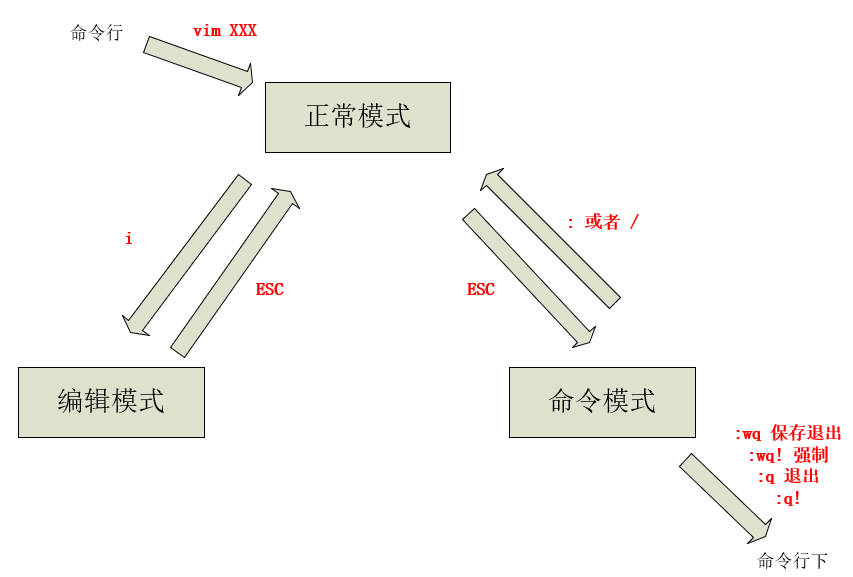 命令行
vim XXX
正常模式
: 或者 /
i
ESC
ESC
编辑模式
命令模式
:wq 保存退出
:wq! 强制
:q 退出
:q!
命令行下